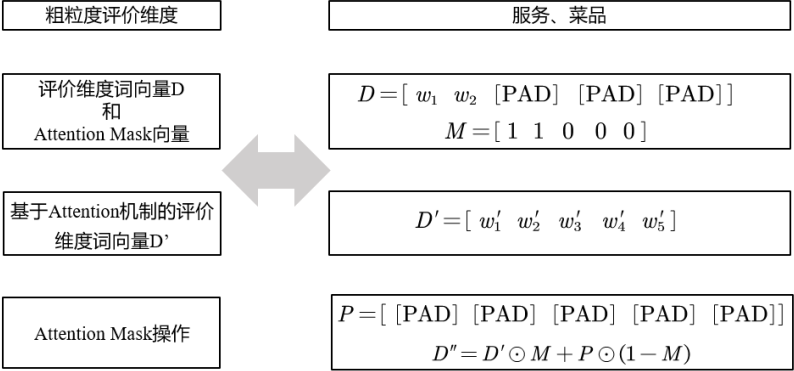 粗粒度评价维度
服务、菜品
评价维度词向量D
和
Attention Mask向量
D=[ w₁ w₂ [PAD] [PAD] [PAD] ]
M=[ 1 1 0 0 0 ]
基于Attention机制的评价
维度词向量D’
D′=[ w₁′ w₂′ w₃′ w₄′ w₅′ ]
Attention Mask操作
P=[ [PAD] [PAD] [PAD] [PAD] [PAD]]
D″=D′⊙M+P⊙(1−M)